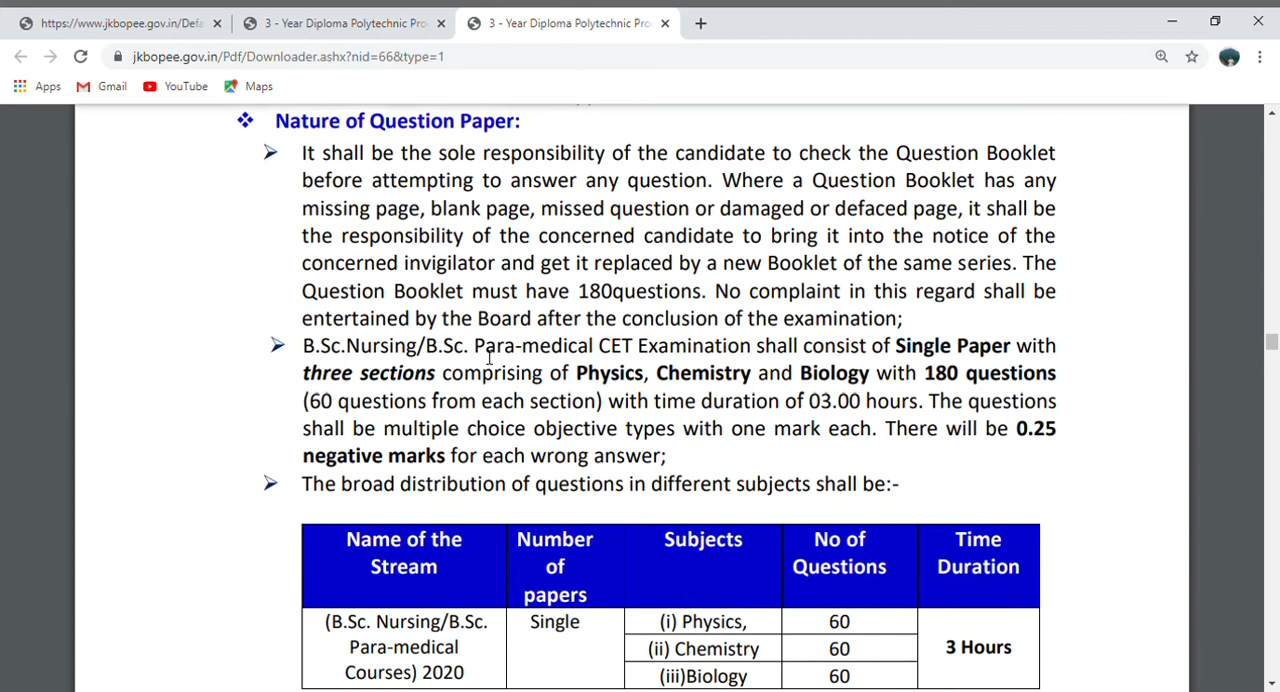 https://www.jkbopee.gov.in/Defa
3 - Year Diploma Polytechnic Pro
3 - Year Diploma Polytechnic Pro
jkbopee.gov.in/Pdf/Downloader.ashx?nid=66&type=1
Apps Gmail YouTube Maps
Nature of Question Paper:
It shall be the sole responsibility of the candidate to check the Question Booklet
before attempting to answer any question. Where a Question Booklet has any
missing page, blank page, missed question or damaged or defaced page, it shall be
the responsibility of the concerned candidate to bring it into the notice of the
concerned invigilator and get it replaced by a new Booklet of the same series. The
Question Booklet must have 180questions. No complaint in this regard shall be
entertained by the Board after the conclusion of the examination;
B.Sc.Nursing/B.Sc. Para-medical CET Examination shall consist of Single Paper with
three sections comprising of Physics, Chemistry and Biology with 180 questions
(60 questions from each section) with time duration of 03.00 hours. The questions
shall be multiple choice objective types with one mark each. There will be 0.25
negative marks for each wrong answer;
The broad distribution of questions in different subjects shall be:-
Name of the Stream
Number of papers
Subjects
No of Questions
Time Duration
(B.Sc. Nursing/B.Sc.
Para-medical
Courses) 2020
Single
(i) Physics, 60
(ii) Chemistry 60
(iii)Biology 60
3 Hours